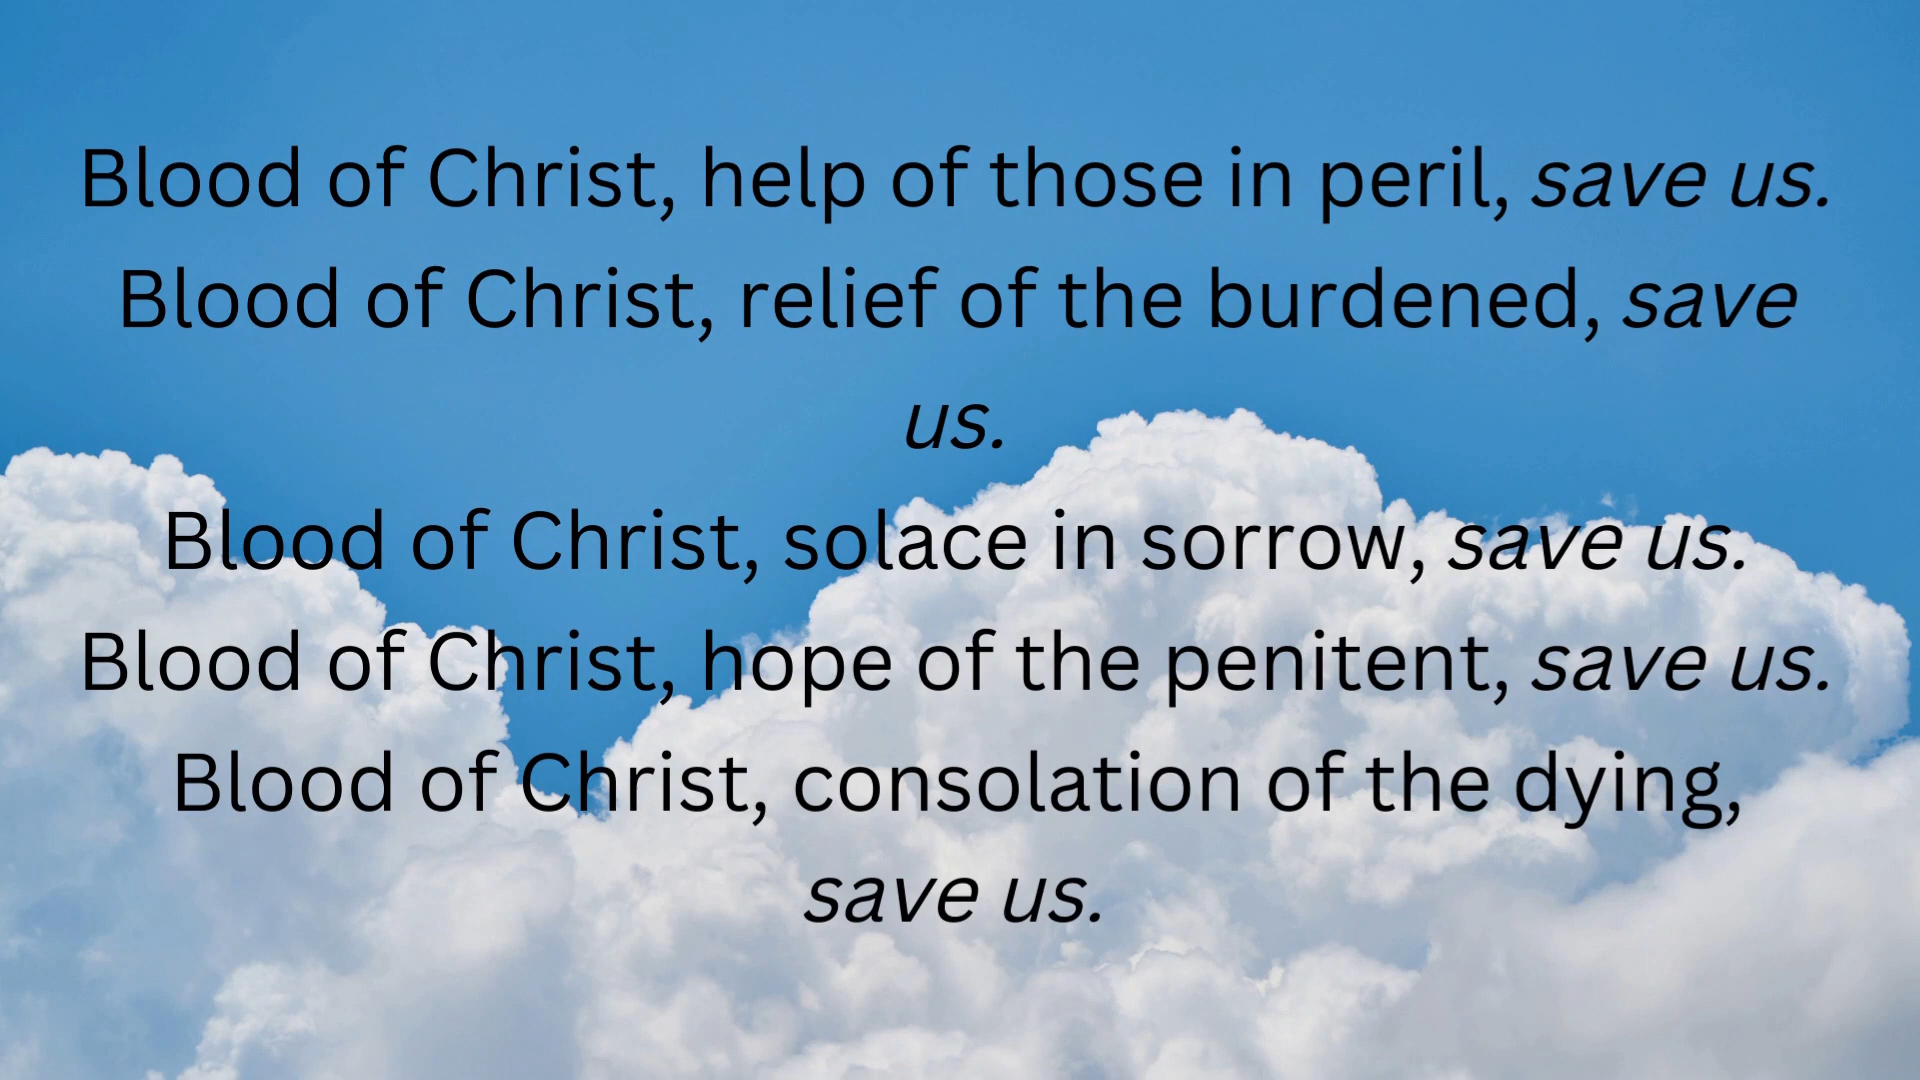 Blood of Christ, help of those in peril, save us.
Blood of Christ, relief of the burdened, save
us.
Blood of Christ, solace in sorrow, save us.
Blood of Christ, hope of the penitent, save us.
Blood of Christ, consolation of the dying,
save us.